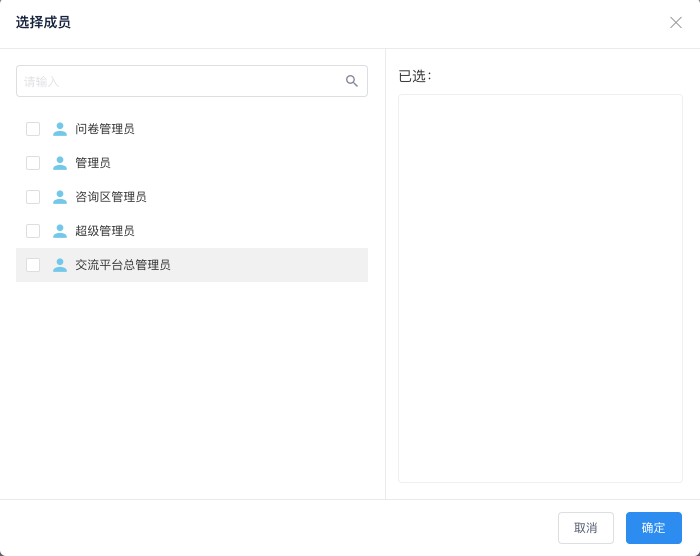 选择成员
请输入
问卷管理员
管理员
咨询区管理员
超级管理员
交流平台总管理员
已选：
取消
确定